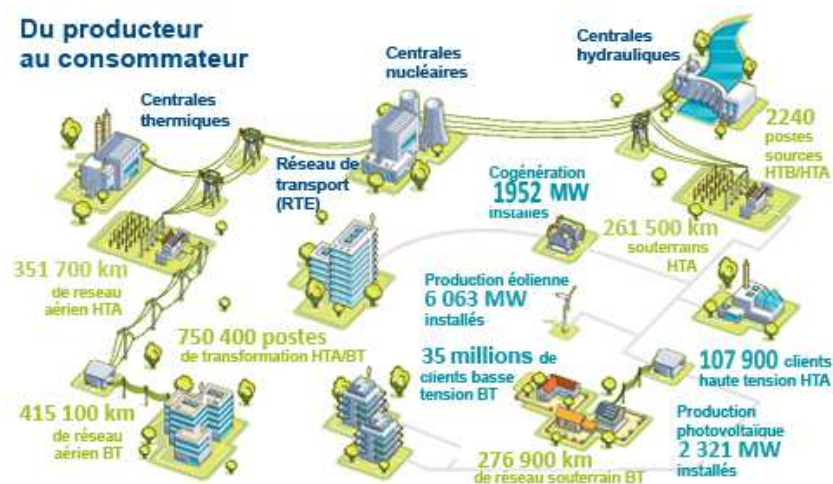 Du producteur
au consommateur
Centrales
thermiques
Centrales
nucléaires
Centrales
hydrauliques
2240
postes
sources
HTB/HTA
Réseau de
transport
(RTE)
Cogénération
1952 MW
installés
261 500 km
souterrains
HTA
351 700 km
de reseau
aérien HTA
Production éolienne
6 063 MW
installés
750 400 postes
de transformation HTA/BT
35 millions de
clients basse
tension BT
107 900 clients
haute tension HTA
415 100 km
de réseau
aérien BT
Production
photovoltaïque
2 321 MW
installés
276 900 km
de réseau souterrain BT